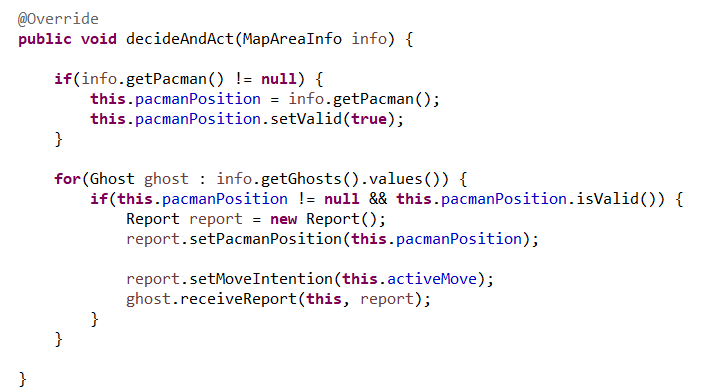 @Override
public void decideAndAct(MapAreaInfo info) {
if(info.getPacman() != null) {
this.pacmanPosition = info.getPacman();
this.pacmanPosition.setValid(true);
}
for(Ghost ghost : info.getGhosts().values()) {
if(this.pacmanPosition != null && this.pacmanPosition.isValid()) {
Report report = new Report();
report.setPacmanPosition(this.pacmanPosition);
report.setMoveIntention(this.activeMove);
ghost.receiveReport(this, report);
}
}
}